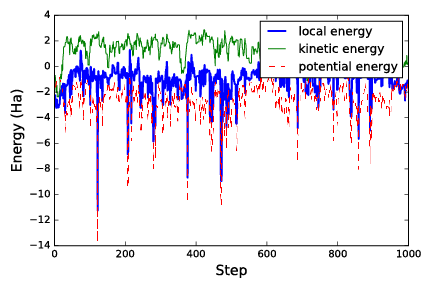 4
2
0
−2
−4
−6
−8
−10
−12
−14
Energy (Ha)
local energy
kinetic energy
potential energy
0 200 400 600 800 1000
Step